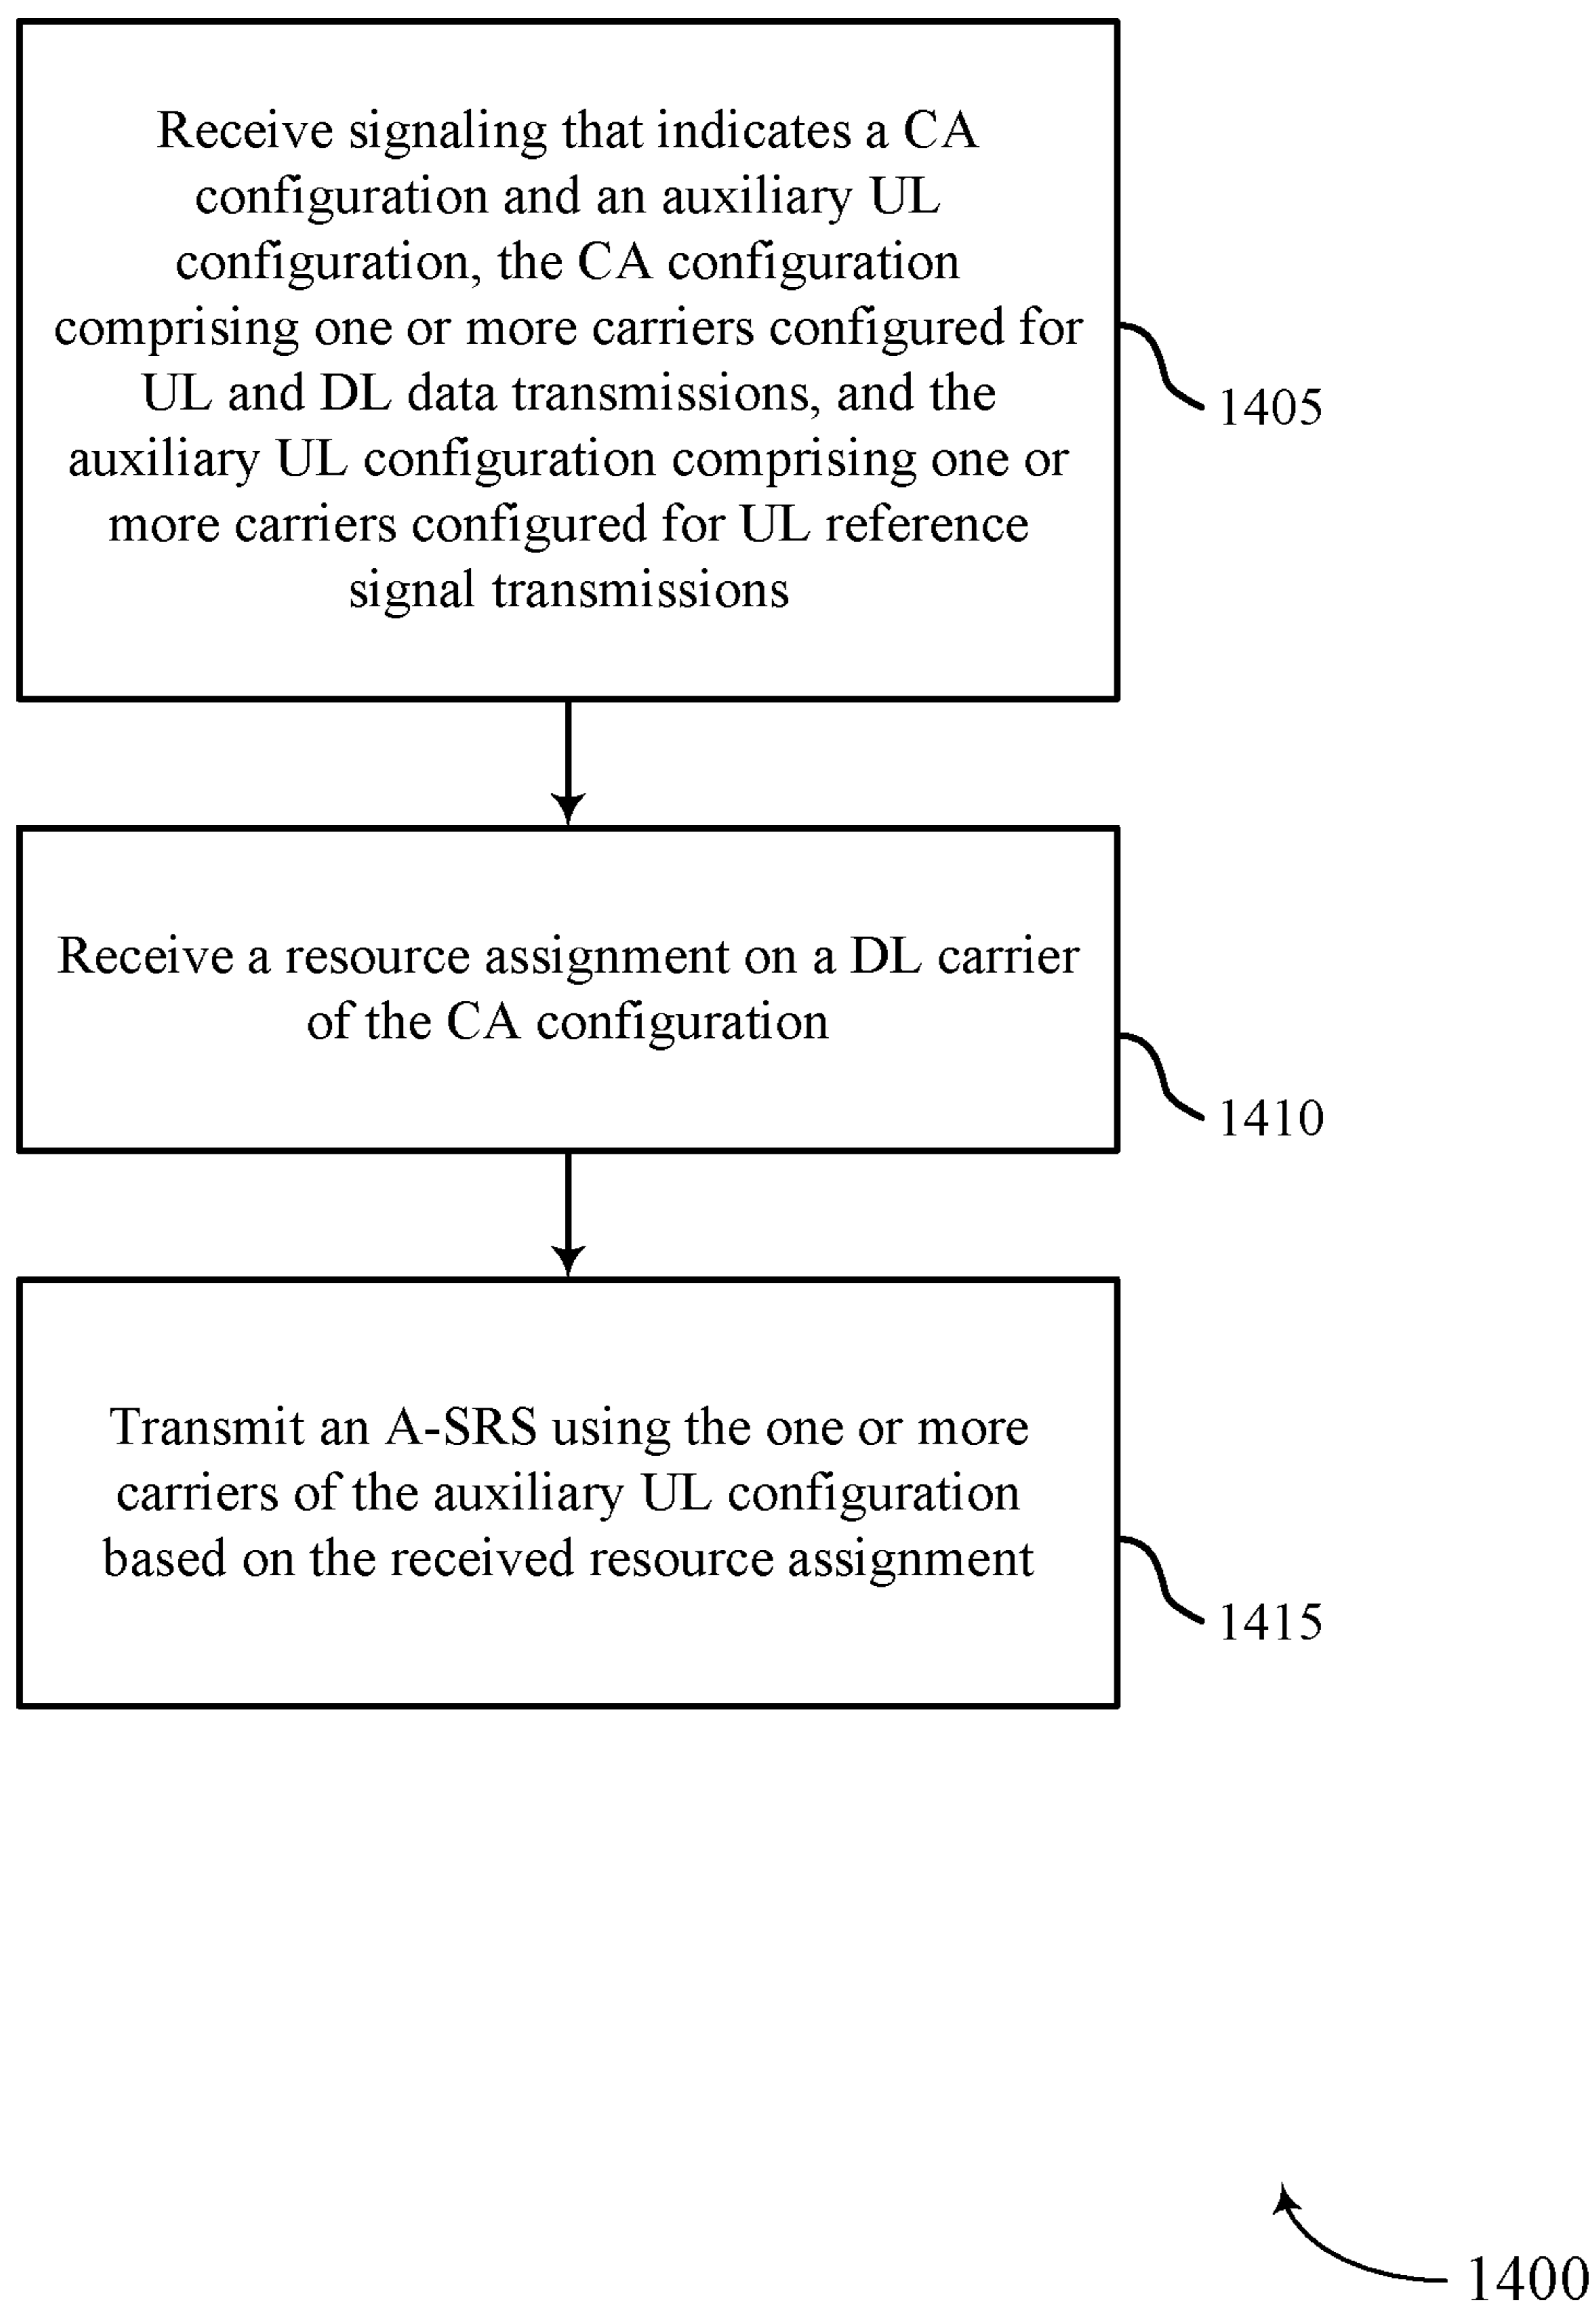 Receive signaling that indicates a CA
configuration and an auxiliary UL
configuration, the CA configuration
comprising one or more carriers configured for
UL and DL data transmissions, and the
auxiliary UL configuration comprising one or
more carriers configured for UL reference
signal transmissions
1405
Receive a resource assignment on a DL carrier
of the CA configuration
1410
Transmit an A-SRS using the one or more
carriers of the auxiliary UL configuration
based on the received resource assignment
1415
1400